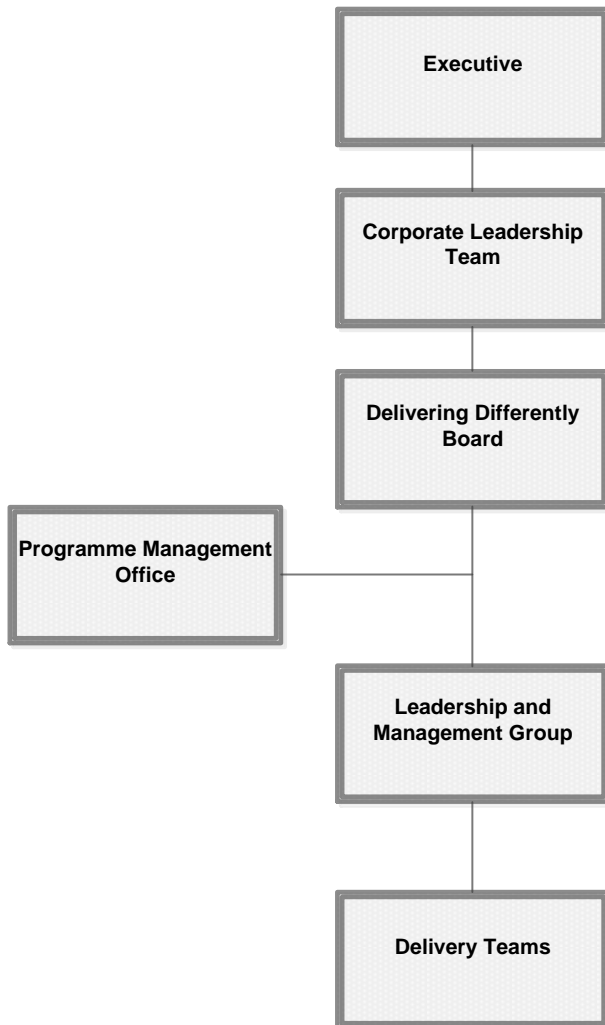 Executive
Corporate Leadership
Team
Delivering Differently
Board
Programme Management
Office
Leadership and
Management Group
Delivery Teams